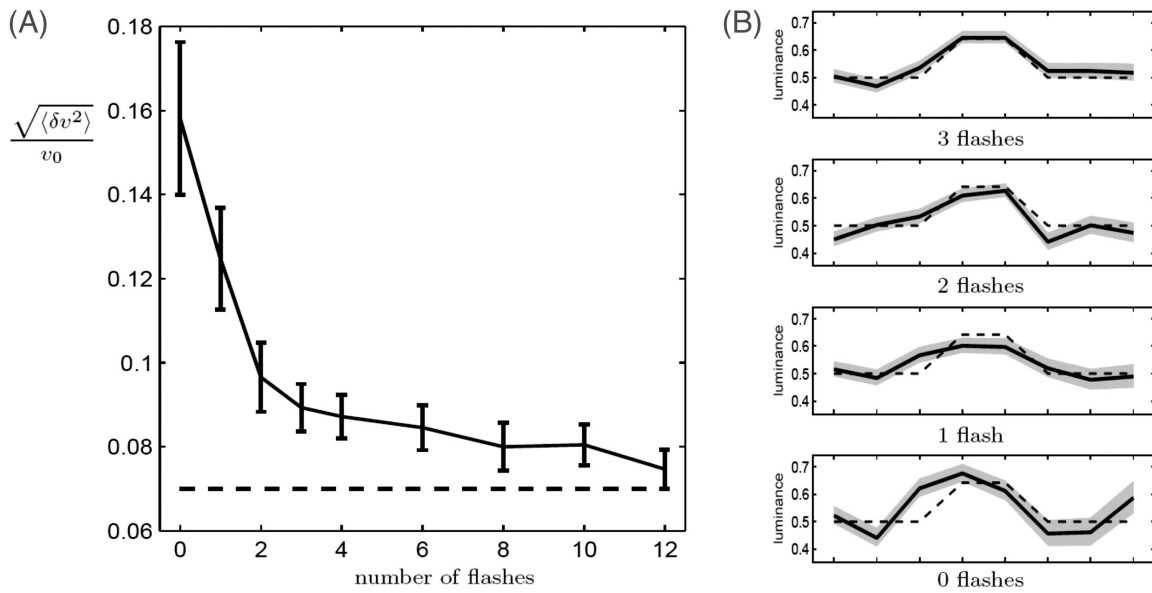 (A)
√⟨δv²⟩
v₀
0.18
0.16
0.14
0.12
0.1
0.08
0.06
0 2 4 6 8 10 12
number of flashes
(B)
luminance
0.7
0.6
0.5
0.4
3 flashes
luminance
0.7
0.6
0.5
0.4
2 flashes
luminance
0.7
0.6
0.5
0.4
1 flash
luminance
0.7
0.6
0.5
0.4
0 flashes